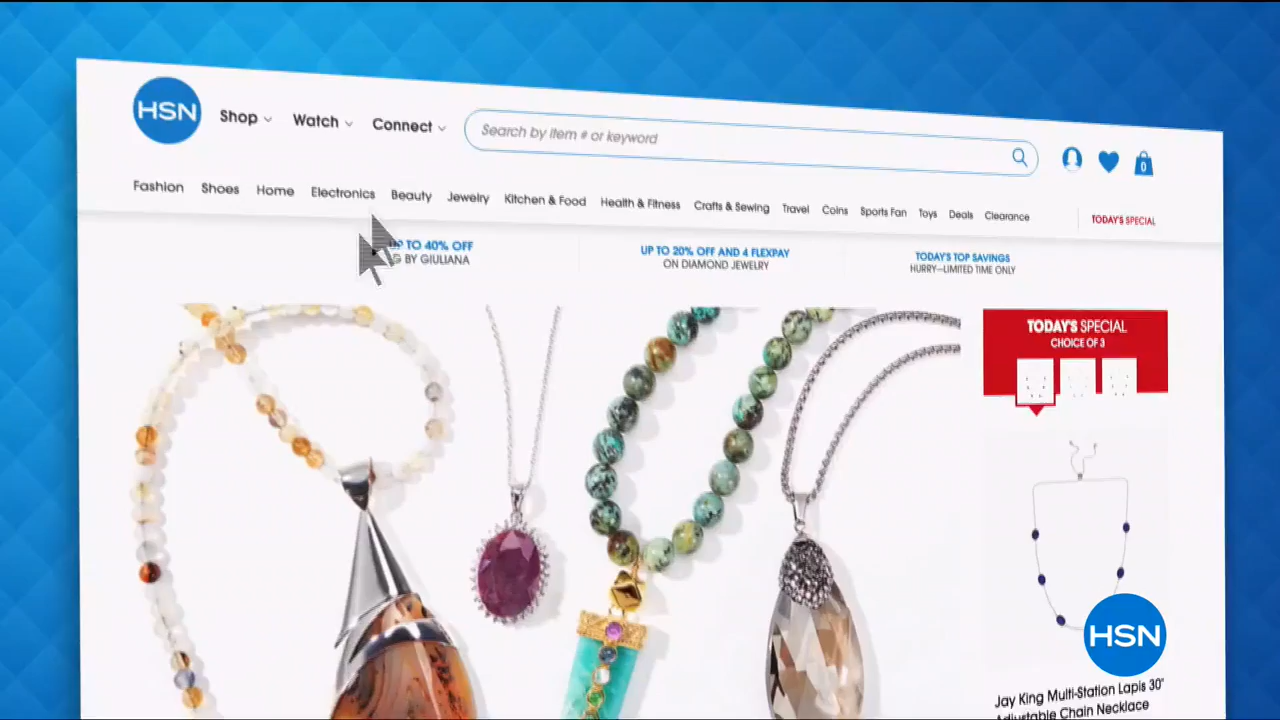 HSN
Shop
Watch
Connect
Search by item # or keyword
0
Fashion Shoes Home Electronics Beauty Jewelry Kitchen & Food Health & Fitness Crafts & Sewing Travel Coins Sports Fan Toys Deals Clearance
TODAY'S SPECIAL
UP TO 40% OFF
BY GIULIANA
UP TO 20% OFF AND 4 FLEXPAY
ON DIAMOND JEWELRY
TODAY'S TOP SAVINGS
HURRY—LIMITED TIME ONLY
TODAY'S SPECIAL
CHOICE OF 3
HSN
Jay King Multi-Station Lapis 30"
Adjustable Chain Necklace